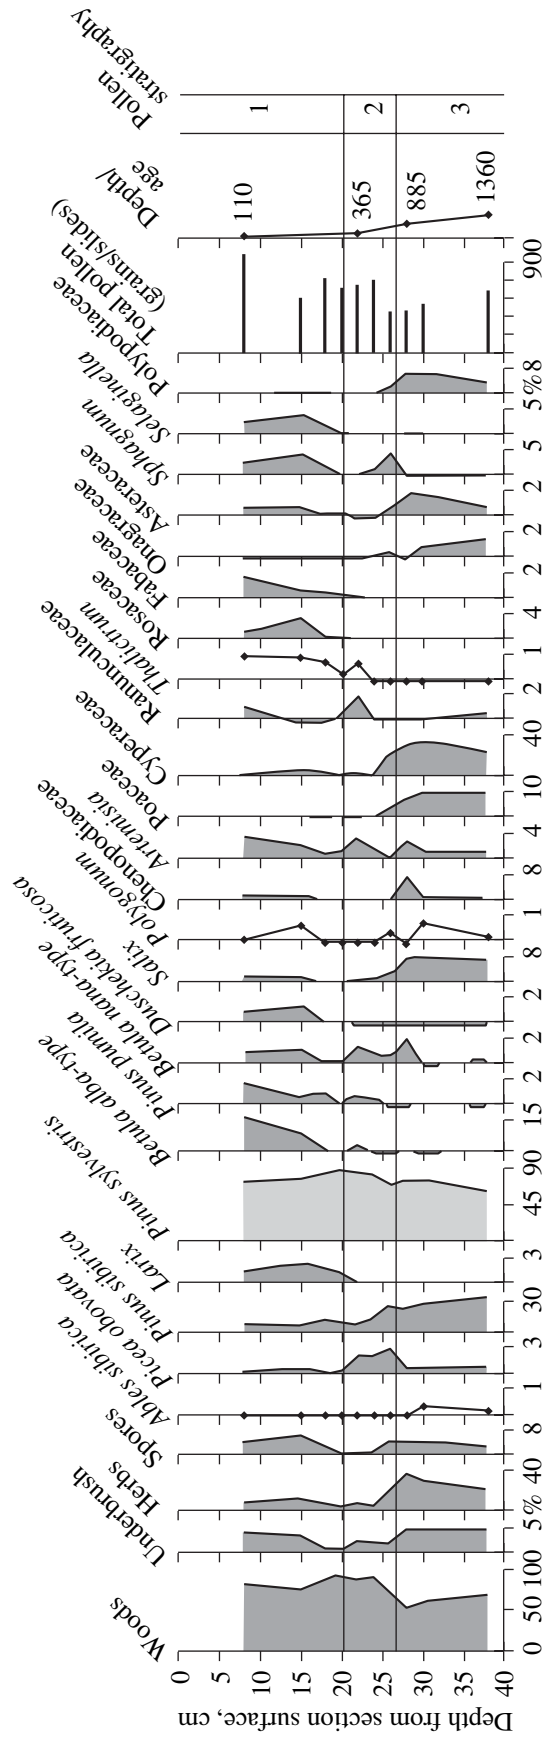 Depth from section surface, cm
0 5 10 15 20 25 30 35 40
Woods
0 50 100
Underbrush
5 %
Herbs
40
Spores
8
Abies sibirica
1
Picea obovata
3
Pinus sibirica
30
Larix
3
Pinus sylvestris
45 90
Betula alba-type
15
Pinus pumila
2
Betula nana-type
2
Duschekia fruticosa
2
Salix
8
Polygonum
1
Chenopodiaceae
8
Artemisia
4
Poaceae
10
Cyperaceae
40
Ranunculaceae
2
Thalictrum
1
Rosaceae
4
Fabaceae
2
Onagraceae
2
Asteraceae
2
Sphagnum
5
Selaginella
5 %
Polypodiaceae
8
Total pollen
(grains/slides)
900
Depth/
age
110
365
885
1360
Pollen
stratigraphy
1
2
3